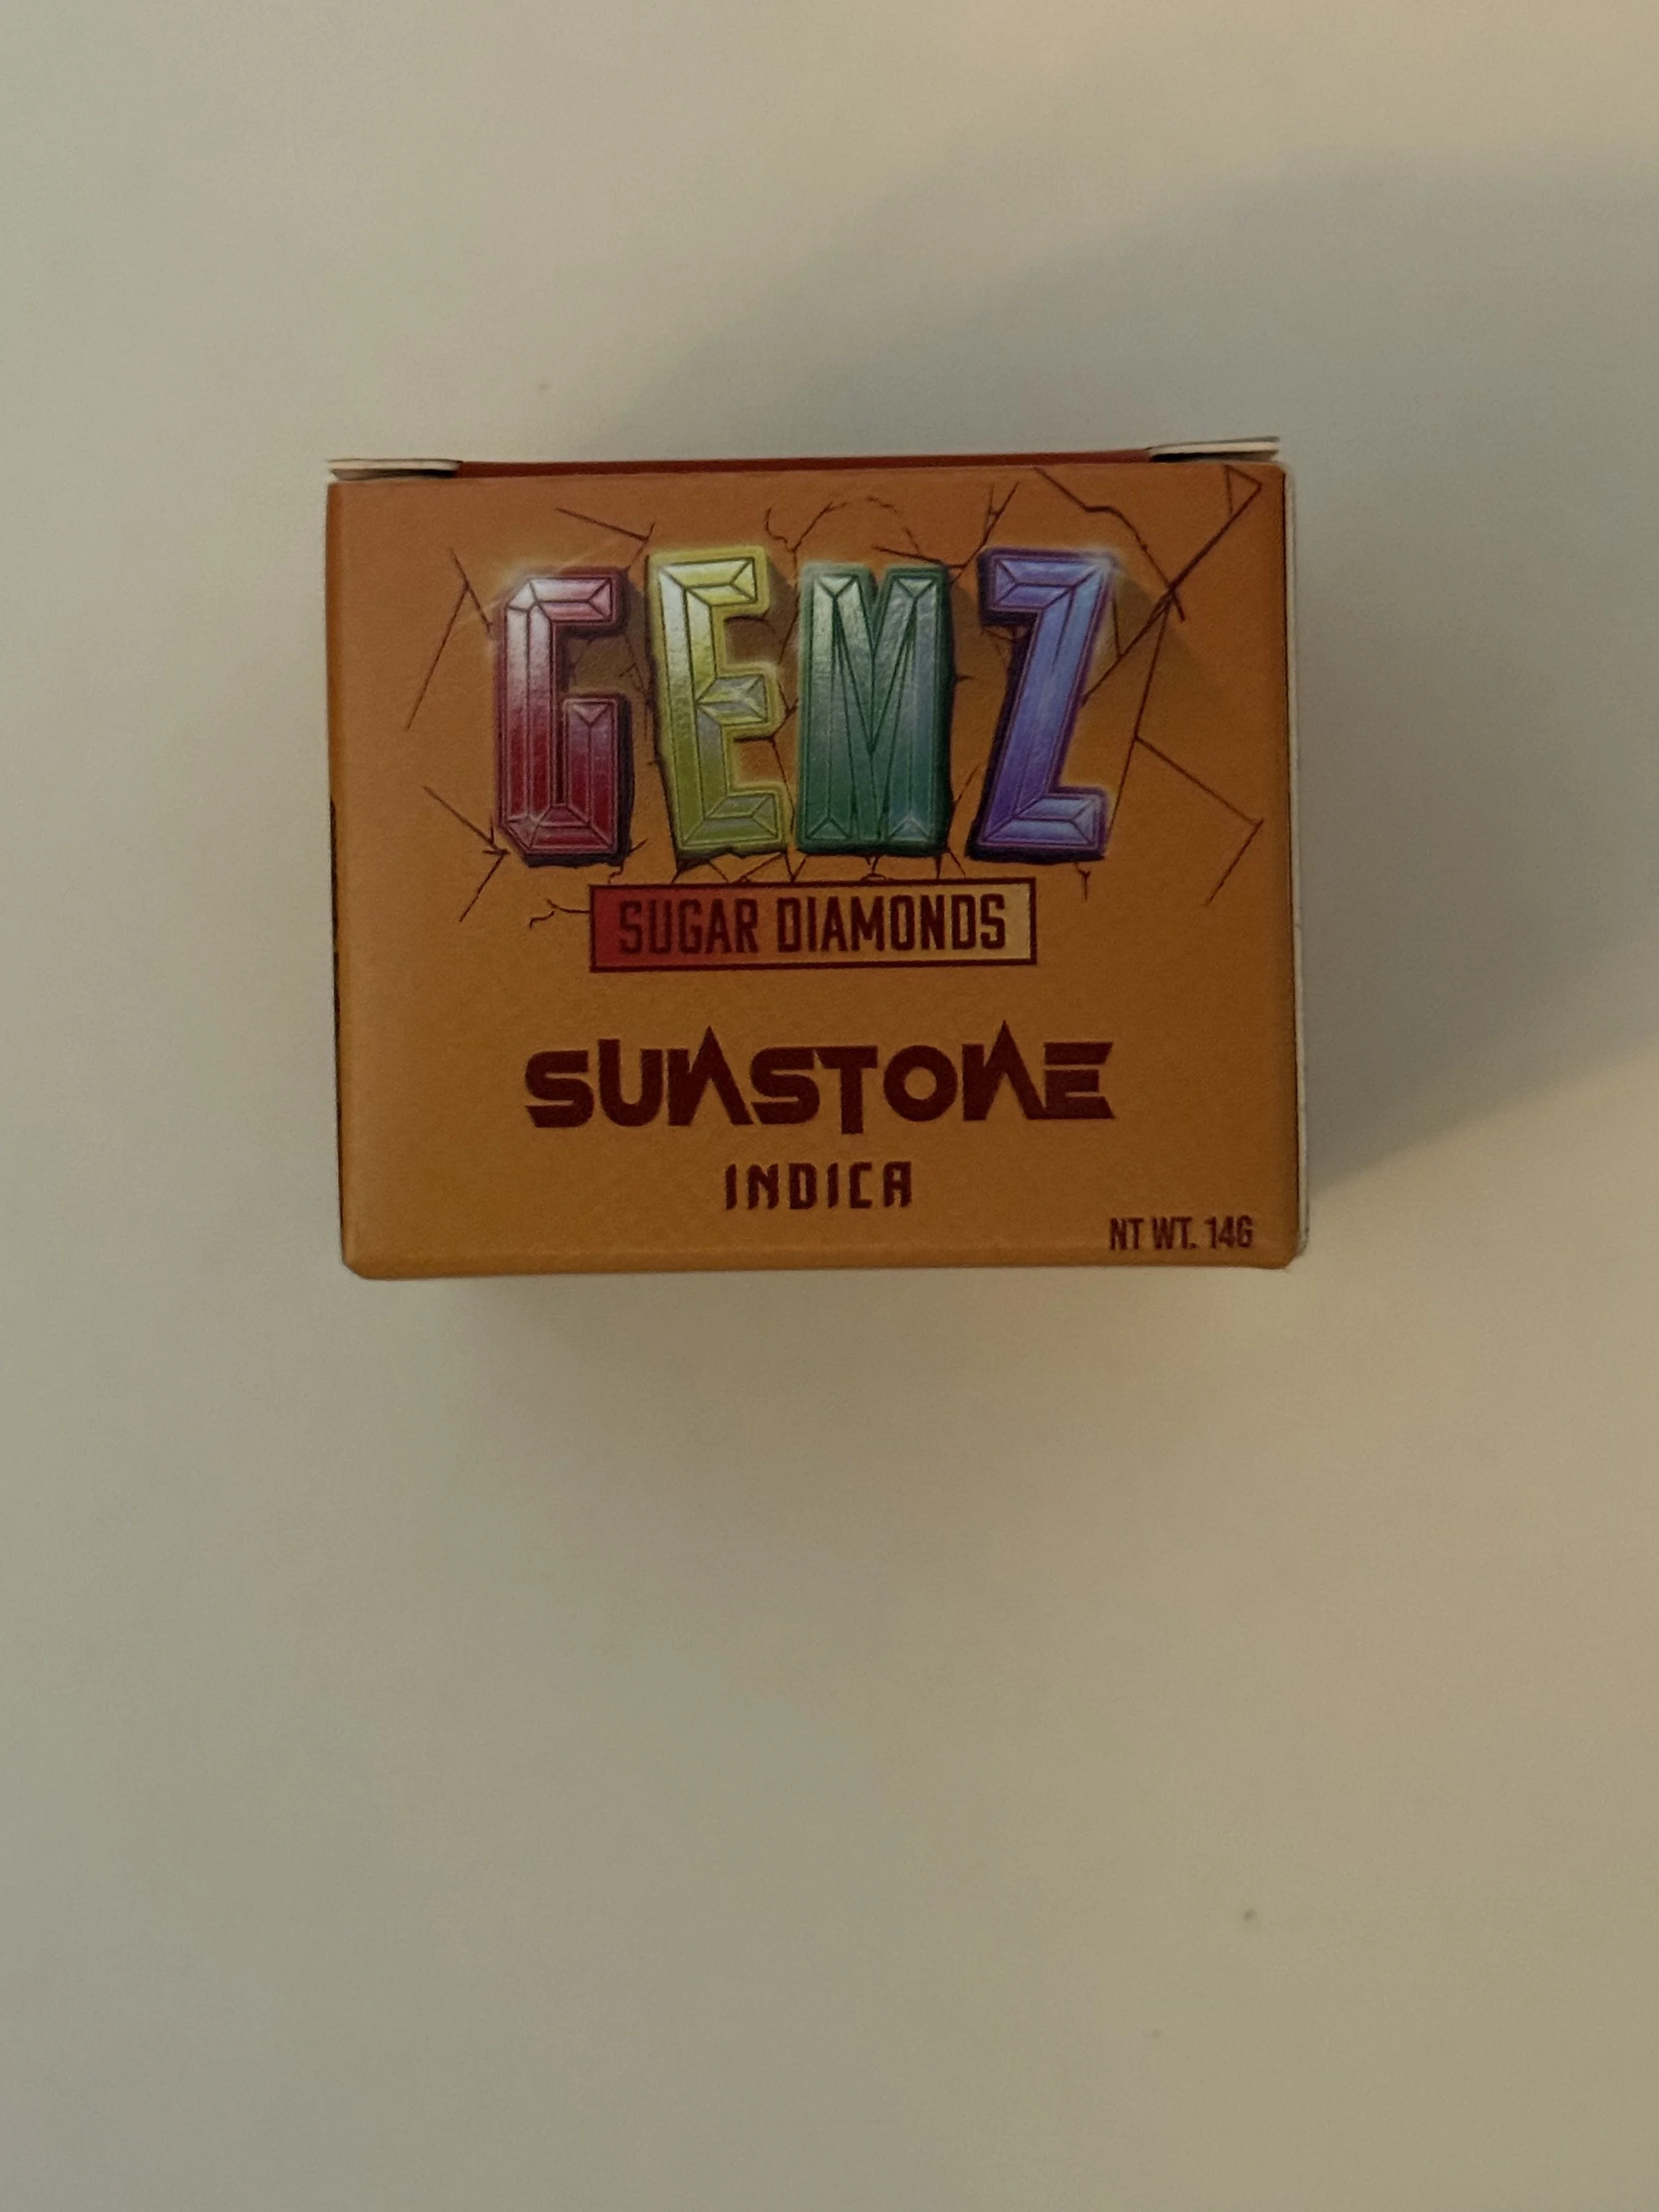 GEMZ
SUGAR DIAMONDS
SUNSTONE
INDICA
NT WT. 14G